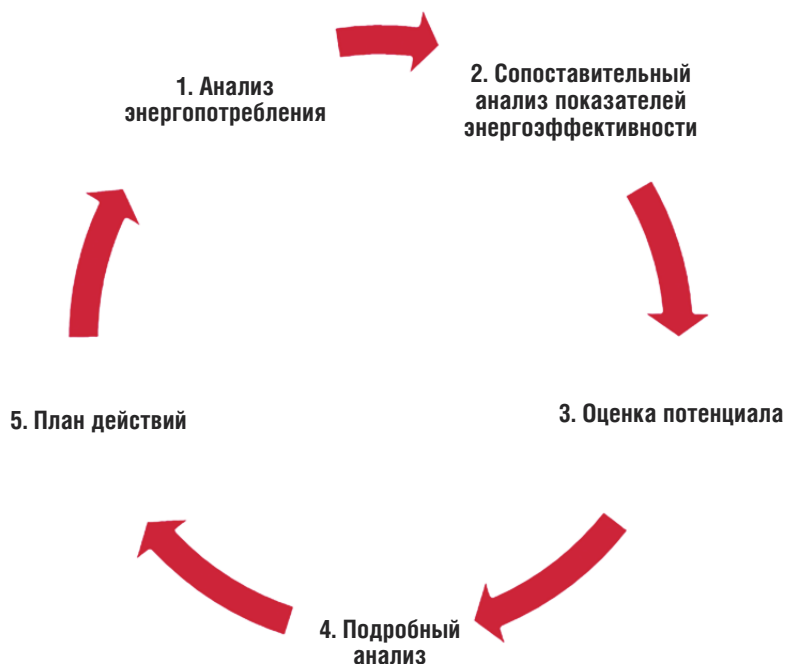 1. Анализ
энергопотребления
2. Сопоставительный
анализ показателей
энергоэффективности
3. Оценка потенциала
4. Подробный
анализ
5. План действий